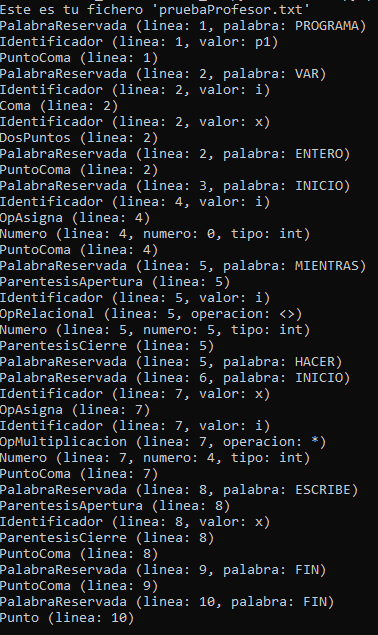 Este es tu fichero 'pruebaProfesor.txt'
PalabraReservada (linea: 1, palabra: PROGRAMA)
Identificador (linea: 1, valor: p1)
PuntoComa (linea: 1)
PalabraReservada (linea: 2, palabra: VAR)
Identificador (linea: 2, valor: i)
Coma (linea: 2)
Identificador (linea: 2, valor: x)
DosPuntos (linea: 2)
PalabraReservada (linea: 2, palabra: ENTERO)
PuntoComa (linea: 2)
PalabraReservada (linea: 3, palabra: INICIO)
Identificador (linea: 4, valor: i)
OpAsigna (linea: 4)
Numero (linea: 4, numero: 0, tipo: int)
PuntoComa (linea: 4)
PalabraReservada (linea: 5, palabra: MIENTRAS)
ParentesisApertura (linea: 5)
Identificador (linea: 5, valor: i)
OpRelacional (linea: 5, operacion: <>)
Numero (linea: 5, numero: 5, tipo: int)
ParentesisCierre (linea: 5)
PalabraReservada (linea: 5, palabra: HACER)
PalabraReservada (linea: 6, palabra: INICIO)
Identificador (linea: 7, valor: x)
OpAsigna (linea: 7)
Identificador (linea: 7, valor: i)
OpMultiplicacion (linea: 7, operacion: *)
Numero (linea: 7, numero: 4, tipo: int)
PuntoComa (linea: 7)
PalabraReservada (linea: 8, palabra: ESCRIBE)
ParentesisApertura (linea: 8)
Identificador (linea: 8, valor: x)
ParentesisCierre (linea: 8)
PuntoComa (linea: 8)
PalabraReservada (linea: 9, palabra: FIN)
PuntoComa (linea: 9)
PalabraReservada (linea: 10, palabra: FIN)
Punto (linea: 10)